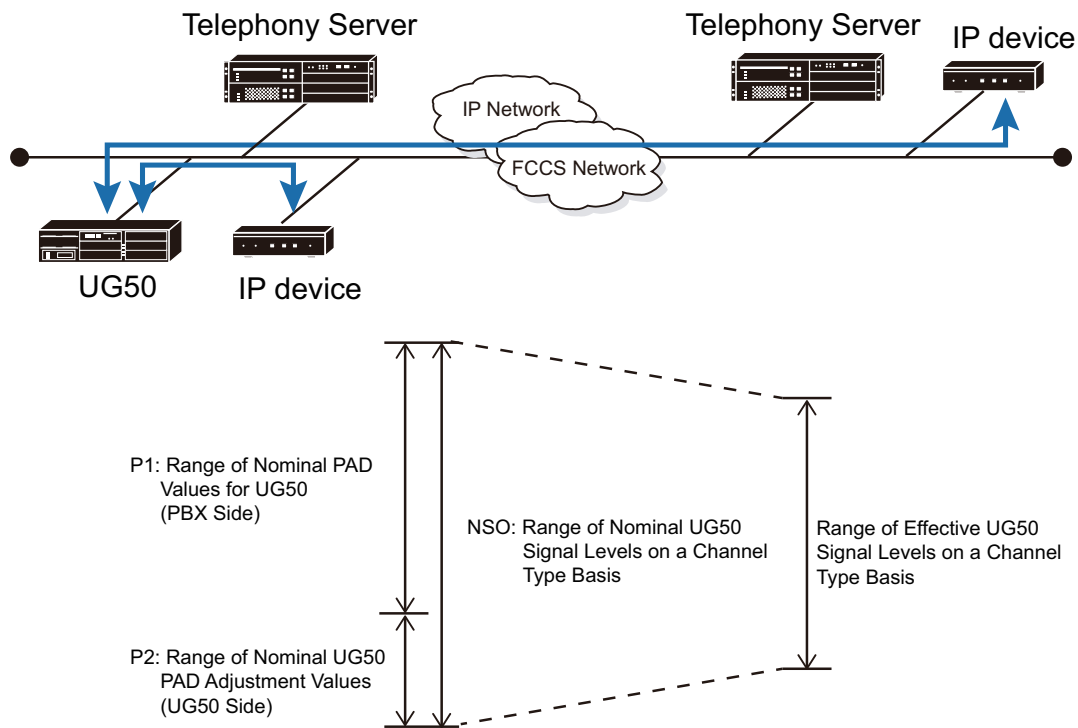 Telephony Server
Telephony Server
IP device
IP Network
FCCS Network
UG50
IP device
P1: Range of Nominal PAD
Values for UG50
(PBX Side)
NSO: Range of Nominal UG50
Signal Levels on a Channel
Type Basis
Range of Effective UG50
Signal Levels on a Channel
Type Basis
P2: Range of Nominal UG50
PAD Adjustment Values
(UG50 Side)